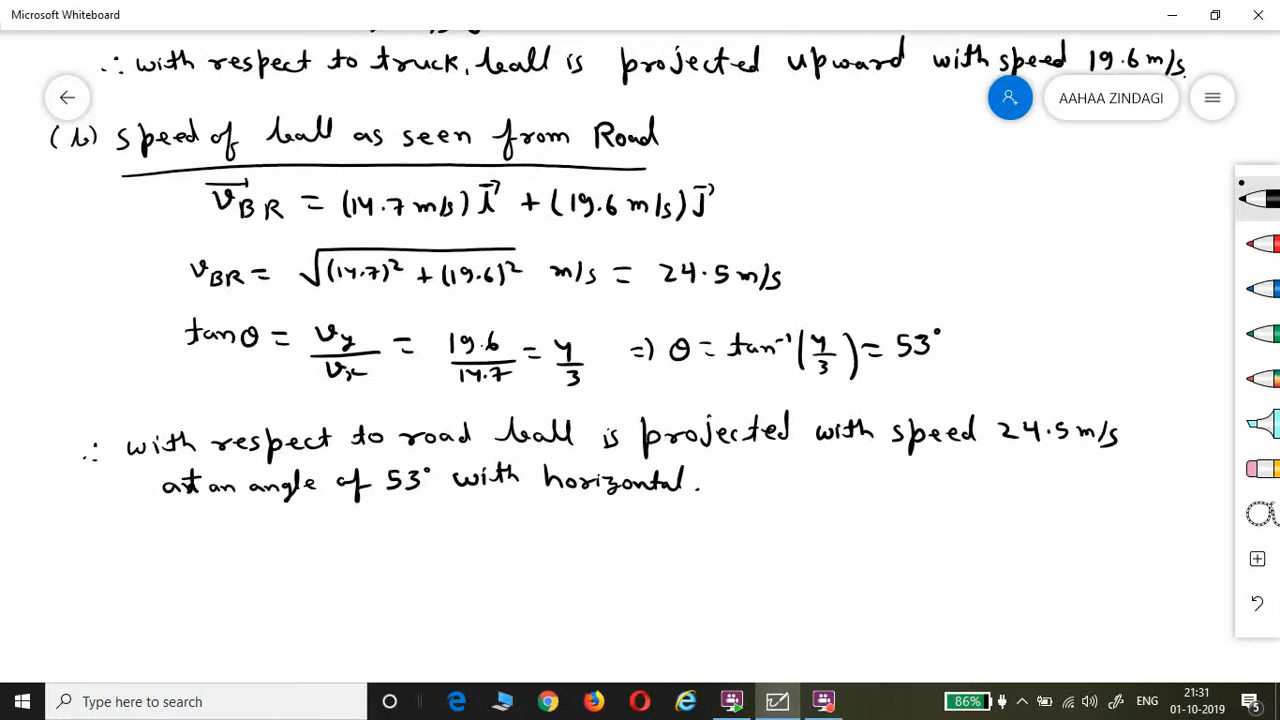 Microsoft Whiteboard
∴ with respect to truck, ball is projected upward with speed 19.6 m/s.
AAHAA ZINDAGI
(b) speed of ball as seen from Road
v⃗BR = (14.7 m/s) i⃗ + (19.6 m/s) j⃗
vBR = √(14.7)² + (19.6)² m/s = 24.5 m/s
tanθ = vy/vx = 19.6/14.7 = 4/3 ⇒ θ = tan⁻¹(4/3) = 53°
∴ with respect to road ball is projected with speed 24.5 m/s
at an angle of 53° with horizontal.
Type here to search
86%
ENG
21:31
01-10-2019
5